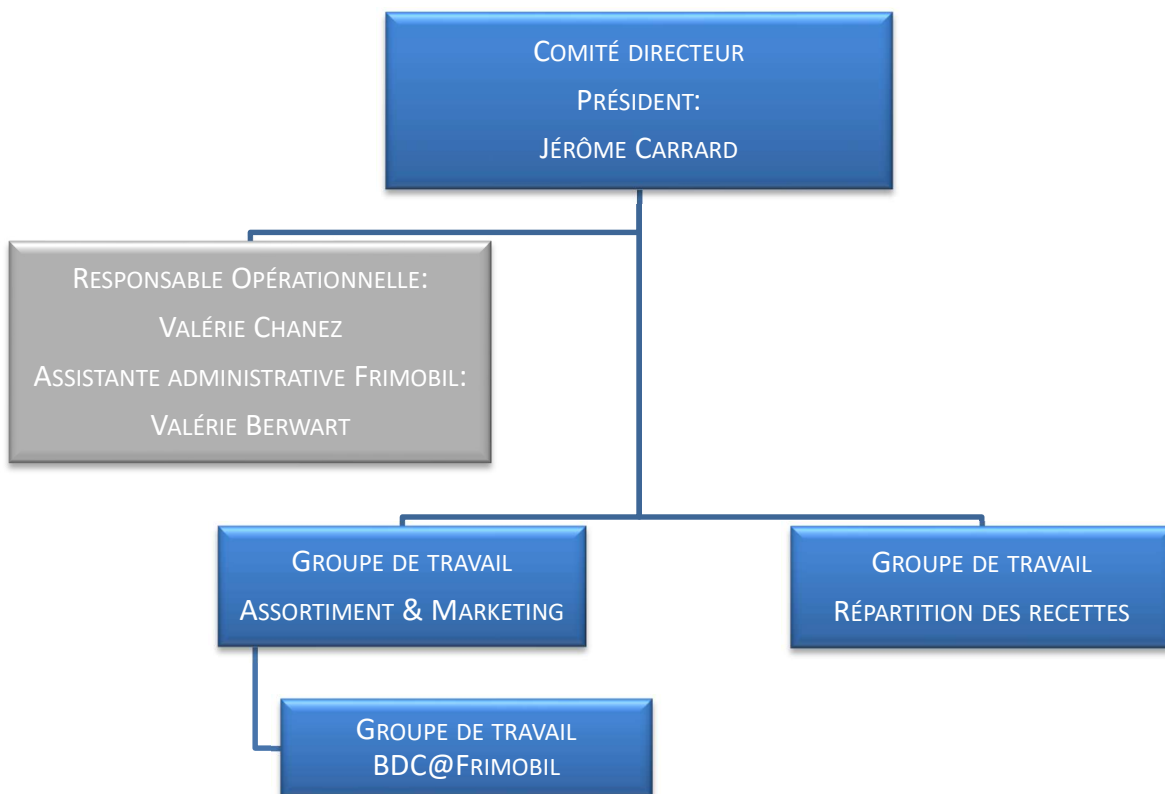 Comité directeur
Président:
Jérôme Carrard
Responsable Opérationnelle:
Valérie Chanez
Assistante administrative Frimobil:
Valérie Berwart
Groupe de travail
Assortiment & Marketing
Groupe de travail
Répartition des recettes
Groupe de travail
BDC@Frimobil